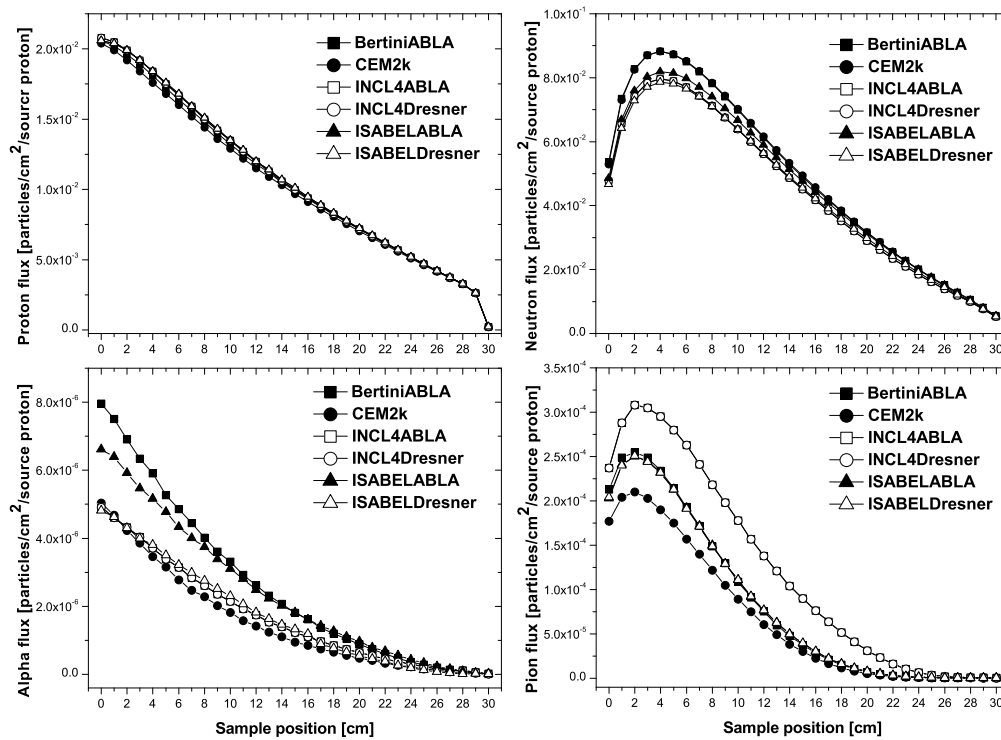 Proton flux [particles/cm²/sourcr proton]
2.0x10⁻²
1.5x10⁻²
1.0x10⁻²
5.0x10⁻³
0.0
BertiniABLA
CEM2k
INCL4ABLA
INCL4Dresner
ISABELABLA
ISABELDresner
0 2 4 6 8 10 12 14 16 18 20 22 24 26 28 30
Neutron flux [particles/cm²/source proton]
1.0x10⁻¹
8.0x10⁻²
6.0x10⁻²
4.0x10⁻²
2.0x10⁻²
0.0
BertiniABLA
CEM2k
INCL4ABLA
INCL4Dresner
ISABELABLA
ISABELDresner
0 2 4 6 8 10 12 14 16 18 20 22 24 26 28 30
Alpha flux [particles/cm²/source proton]
8.0x10⁻⁶
6.0x10⁻⁶
4.0x10⁻⁶
2.0x10⁻⁶
0.0
BertiniABLA
CEM2k
INCL4ABLA
INCL4Dresner
ISABELABLA
ISABELDresner
0 2 4 6 8 10 12 14 16 18 20 22 24 26 28 30
Sample position [cm]
Pion flux [particles/cm²/source proton]
3.5x10⁻⁴
3.0x10⁻⁴
2.5x10⁻⁴
2.0x10⁻⁴
1.5x10⁻⁴
1.0x10⁻⁴
5.0x10⁻⁵
0.0
BertiniABLA
CEM2k
INCL4ABLA
INCL4Dresner
ISABELABLA
ISABELDresner
0 2 4 6 8 10 12 14 16 18 20 22 24 26 28 30
Sample position [cm]